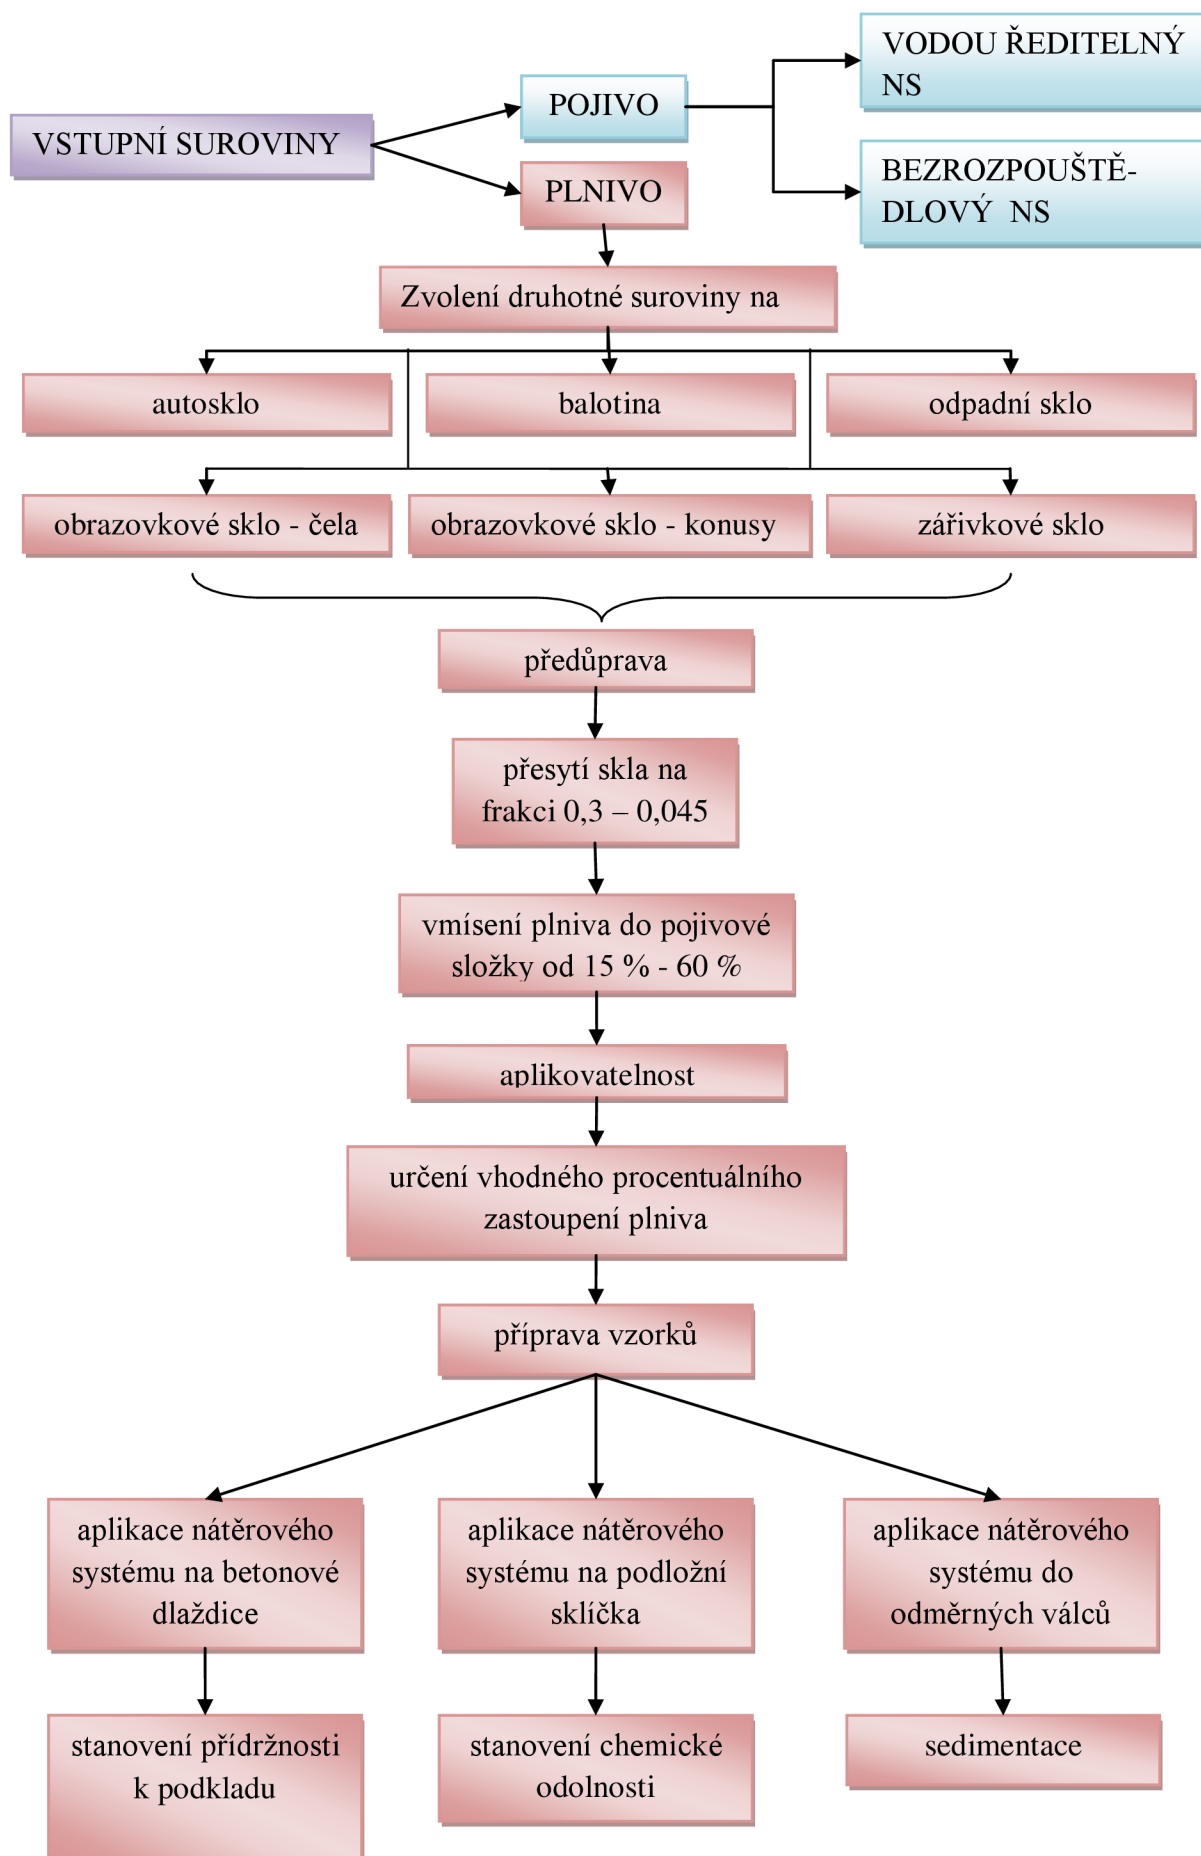 VSTUPNÍ SUROVINY
POJIVO
PLNIVO
VODOU ŘEDITELNÝ
NS
BEZROZPOUŠTĚ-
DLOVÝ NS
Zvolení druhotné suroviny na
autosklo
balotina
odpadní sklo
obrazovkové sklo - čela
obrazovkové sklo - konusy
zářivkové sklo
předůprava
přesytí skla na
frakci 0,3 – 0,045
vmísení plniva do pojivové
složky od 15 % - 60 %
aplikovatelnost
určení vhodného procentuálního
zastoupení plniva
příprava vzorků
aplikace nátěrového
systému na betonové
dlaždice
aplikace nátěrového
systému na podložní
sklíčka
aplikace nátěrového
systému do
odměrných válců
stanovení přídržnosti
k podkladu
stanovení chemické
odolnosti
sedimentace